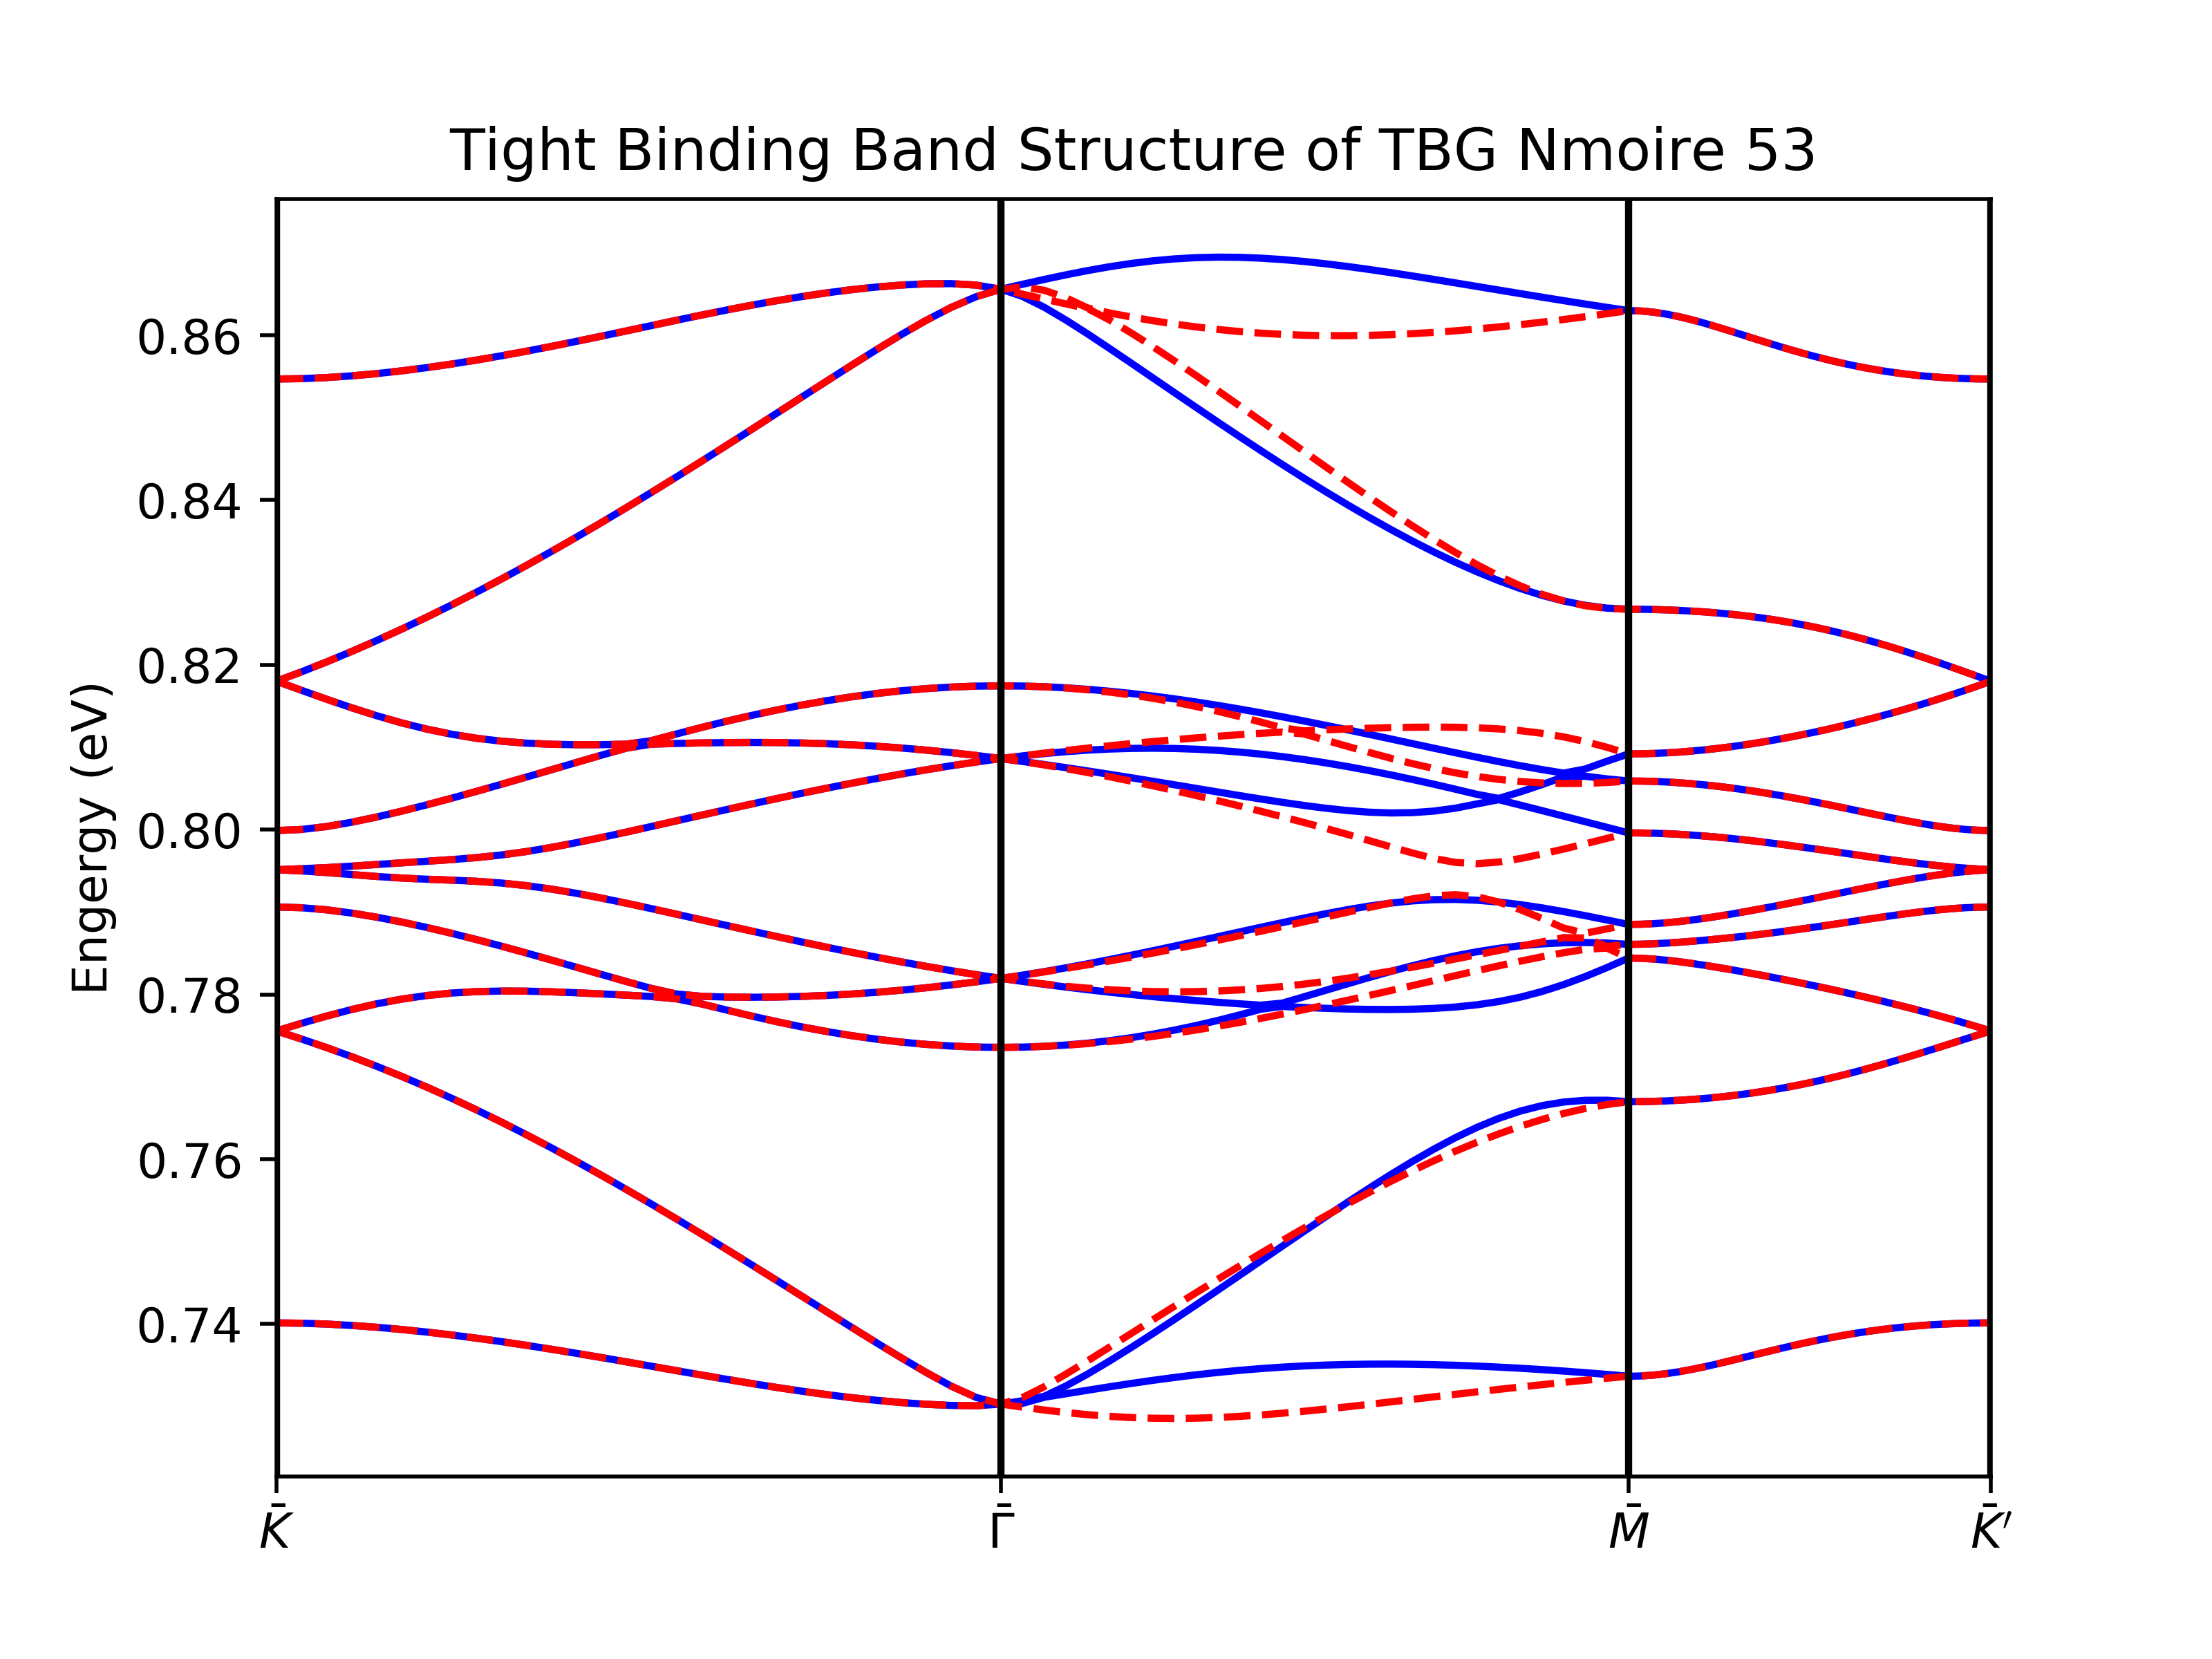 Tight Binding Band Structure of TBG Nmoire 53
Engergy (eV)
0.86
0.84
0.82
0.80
0.78
0.76
0.74
K̄ Γ̄ M̄ K̄′